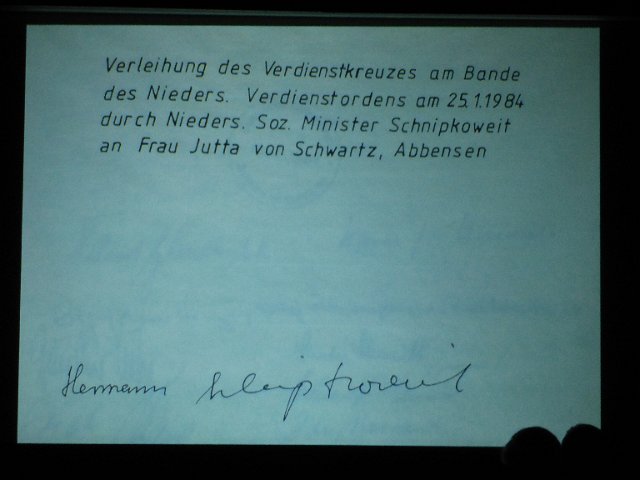 Verleihung des Verdienstkreuzes am Bande
des Nieders. Verdienstordens am 25.1.1984
durch Nieders. Soz. Minister Schnipkoweit
an Frau Jutta von Schwartz, Abbensen
Hermann Schnipkoweit